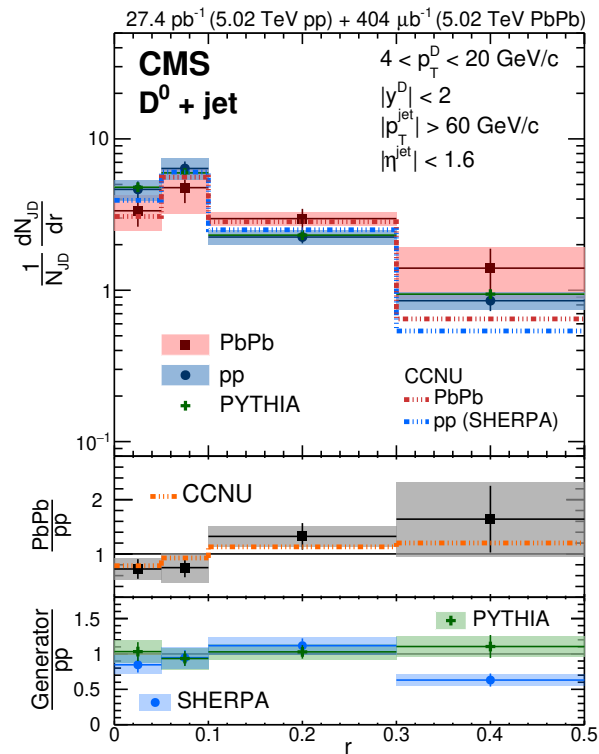 27.4 pb⁻¹ (5.02 TeV pp) + 404 μb⁻¹ (5.02 TeV PbPb)
CMS
D⁰ + jet
4 < p_T^D < 20 GeV/c
|y^D| < 2
|p_T^jet| > 60 GeV/c
|η^jet| < 1.6
10
1
10⁻¹
1/N_JD dN_JD/dr
PbPb
pp
PYTHIA
CCNU
PbPb
pp (SHERPA)
PbPb/pp
2
1
CCNU
Generator/pp
1.5
1
0.5
0
PYTHIA
SHERPA
0 0.1 0.2 0.3 0.4 0.5
r